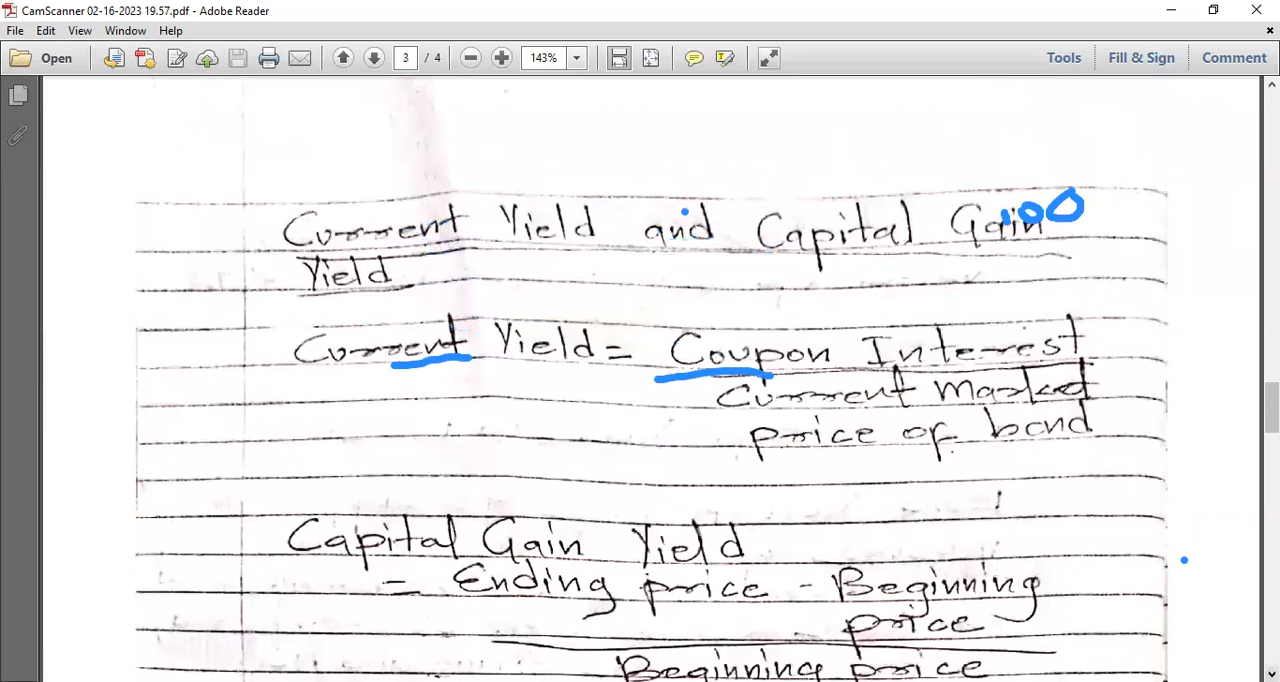 CamScanner 02-16-2023 19.57.pdf - Adobe Reader
File Edit View Window Help
Open 3 / 4 143% Tools Fill & Sign Comment
Current Yield and Capital Gain 100
Yield
Current Yield = Coupon Interest
Current Market
price of bond
Capital Gain Yield
= Ending price - Beginning
price
Beginning price